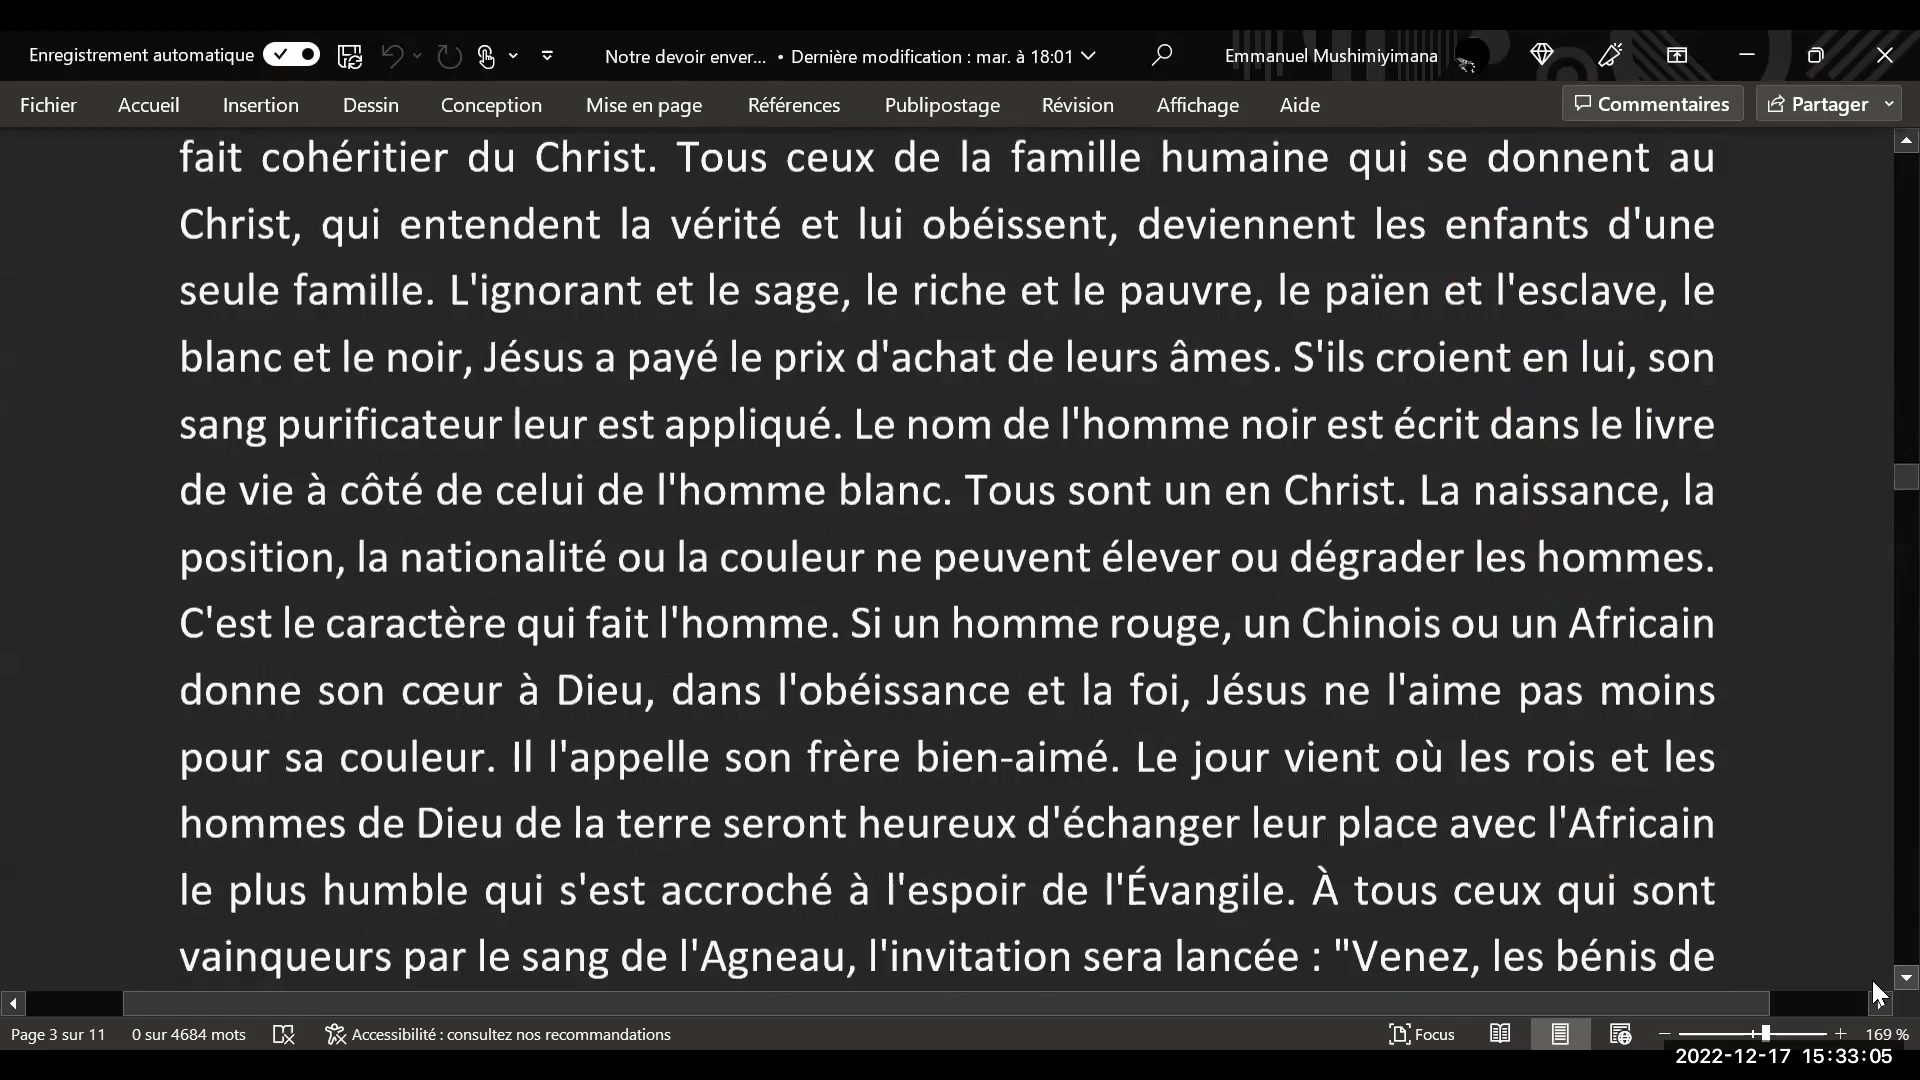 Enregistrement automatique Notre devoir enver... • Dernière modification : mar. à 18:01 Emmanuel Mushimiyimana
Fichier Accueil Insertion Dessin Conception Mise en page Références Publipostage Révision Affichage Aide Commentaires Partager
fait cohéritier du Christ. Tous ceux de la famille humaine qui se donnent au
Christ, qui entendent la vérité et lui obéissent, deviennent les enfants d'une
seule famille. L'ignorant et le sage, le riche et le pauvre, le païen et l'esclave, le
blanc et le noir, Jésus a payé le prix d'achat de leurs âmes. S'ils croient en lui, son
sang purificateur leur est appliqué. Le nom de l'homme noir est écrit dans le livre
de vie à côté de celui de l'homme blanc. Tous sont un en Christ. La naissance, la
position, la nationalité ou la couleur ne peuvent élever ou dégrader les hommes.
C'est le caractère qui fait l'homme. Si un homme rouge, un Chinois ou un Africain
donne son cœur à Dieu, dans l'obéissance et la foi, Jésus ne l'aime pas moins
pour sa couleur. Il l'appelle son frère bien-aimé. Le jour vient où les rois et les
hommes de Dieu de la terre seront heureux d'échanger leur place avec l'Africain
le plus humble qui s'est accroché à l'espoir de l'Évangile. À tous ceux qui sont
vainqueurs par le sang de l'Agneau, l'invitation sera lancée : "Venez, les bénis de
Page 3 sur 11 0 sur 4684 mots Accessibilité : consultez nos recommandations Focus 169 %
2022-12-17 15:33:05